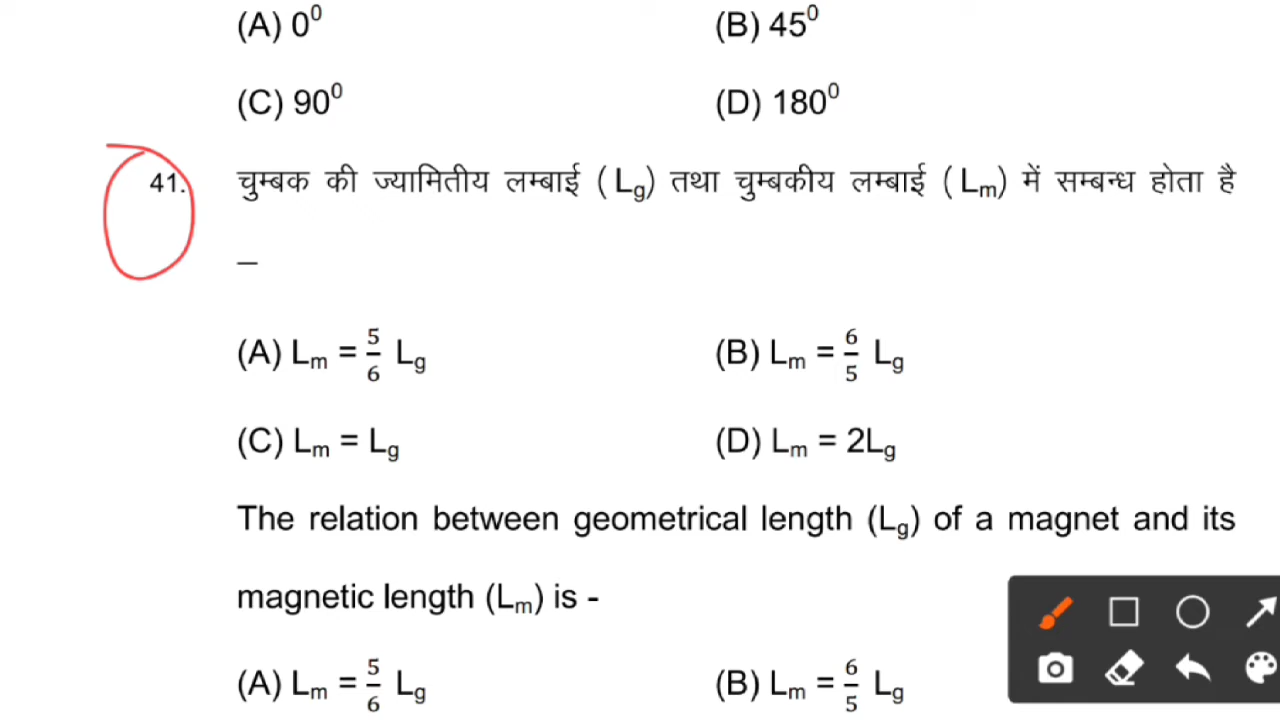 (A) 0⁰ (B) 45⁰
(C) 90⁰ (D) 180⁰
41. चुम्बक की ज्यामितीय लम्बाई ( Lg) तथा चुम्बकीय लम्बाई ( Lm) में सम्बन्ध होता है
–
(A) Lm = 5/6 Lg (B) Lm = 6/5 Lg
(C) Lm = Lg (D) Lm = 2Lg
The relation between geometrical length (Lg) of a magnet and its
magnetic length (Lm) is -
(A) Lm = 5/6 Lg (B) Lm = 6/5 Lg